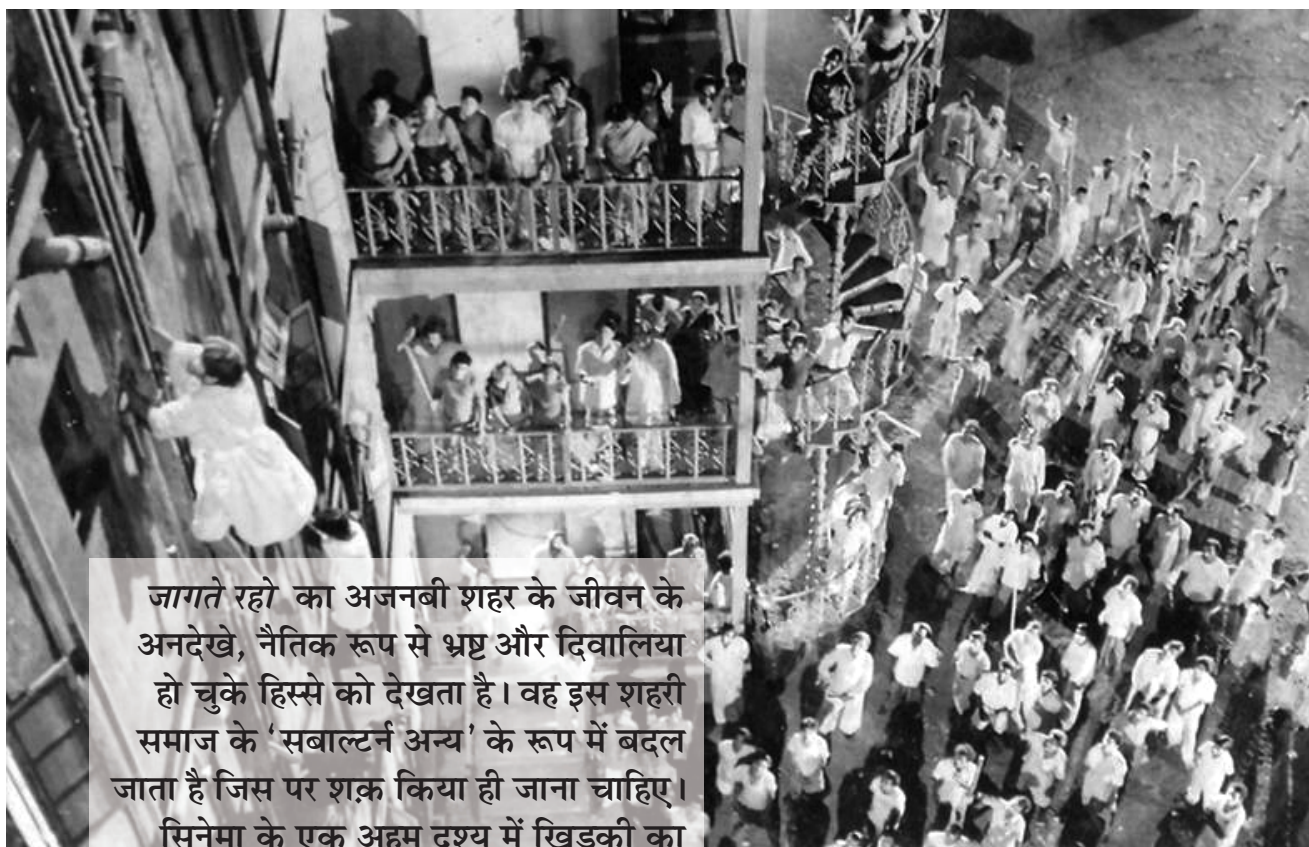 जागते रहो का अजनबी शहर के जीवन के
अनदेखे, नैतिक रूप से भ्रष्ट और दिवालिया
हो चुके हिस्से को देखता है। वह इस शहरी
समाज के ‘सबाल्टर्न अन्य’ के रूप में बदल
जाता है जिस पर शक़ किया ही जाना चाहिए।
सिनेमा के एक अहम दृश्य में खिड़की का